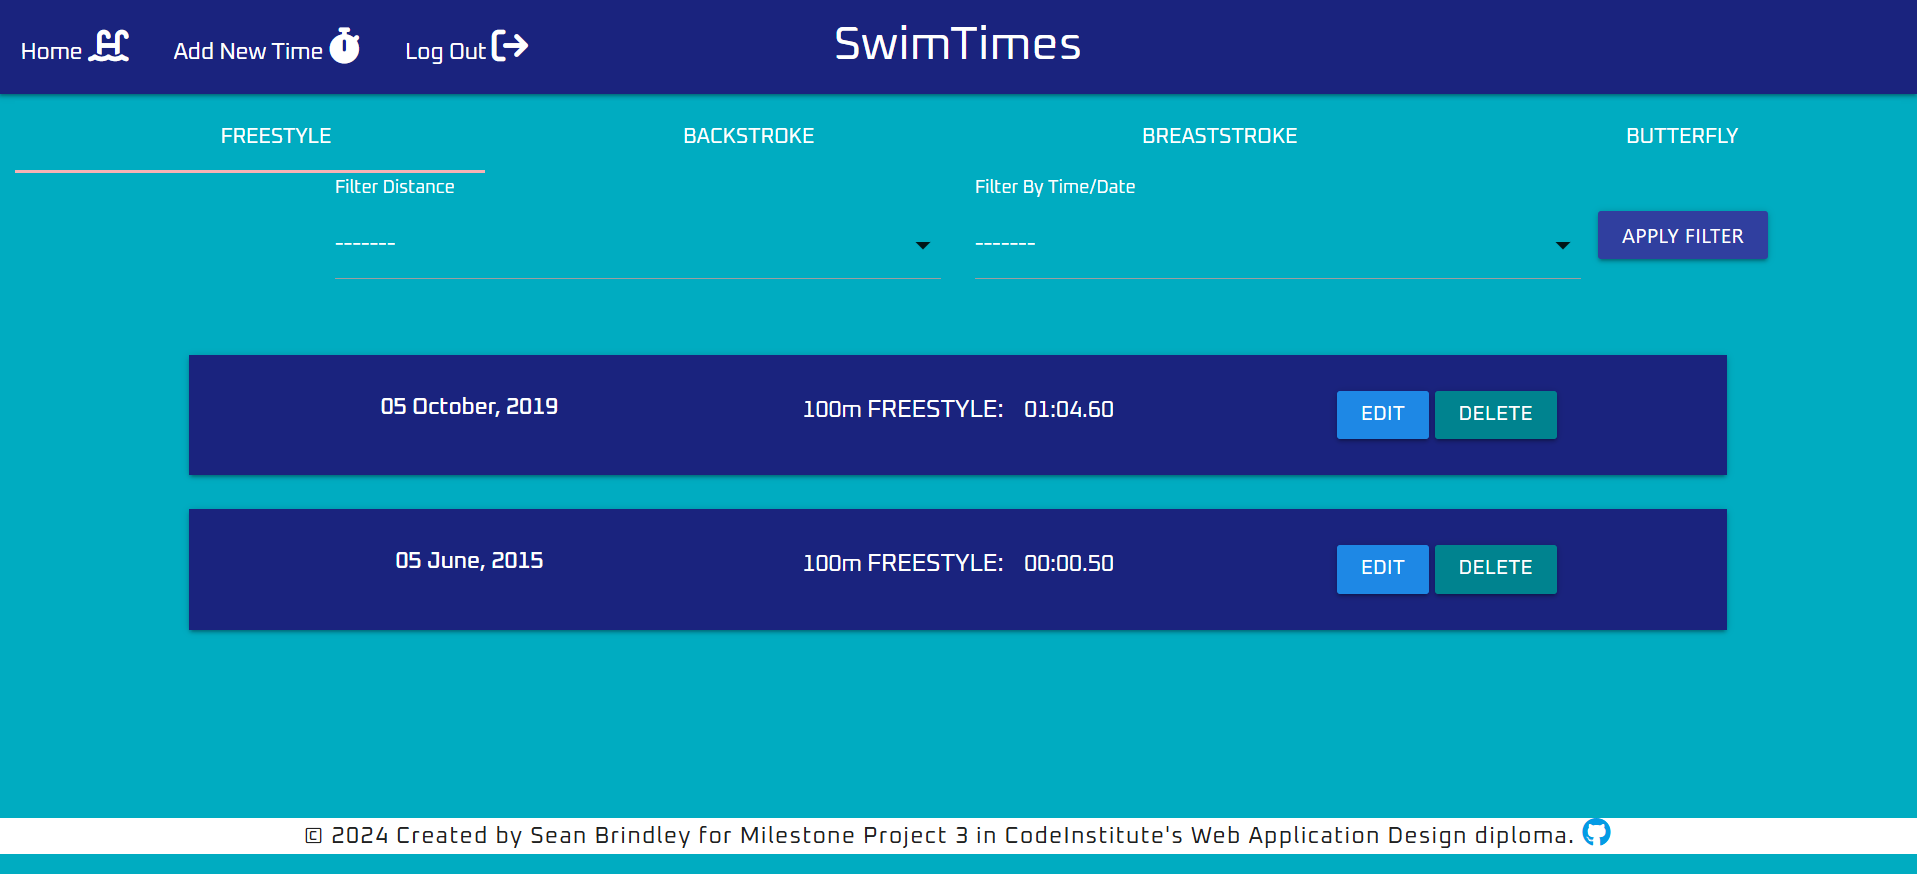 Home Add New Time Log Out SwimTimes
FREESTYLE BACKSTROKE BREASTSTROKE BUTTERFLY
Filter Distance Filter By Time/Date
------- ------- APPLY FILTER
05 October, 2019 100m FREESTYLE: 01:04.60 EDIT DELETE
05 June, 2015 100m FREESTYLE: 00:00.50 EDIT DELETE
© 2024 Created by Sean Brindley for Milestone Project 3 in CodeInstitute's Web Application Design diploma.